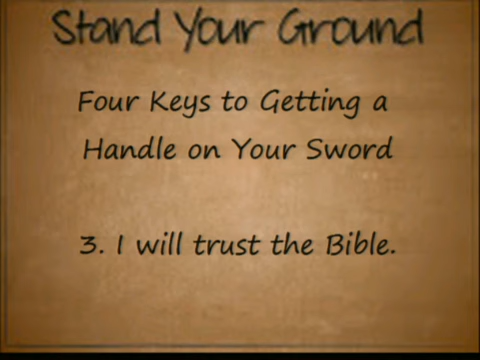 Stand Your Ground
Four Keys to Getting a
Handle on Your Sword
3. I will trust the Bible.